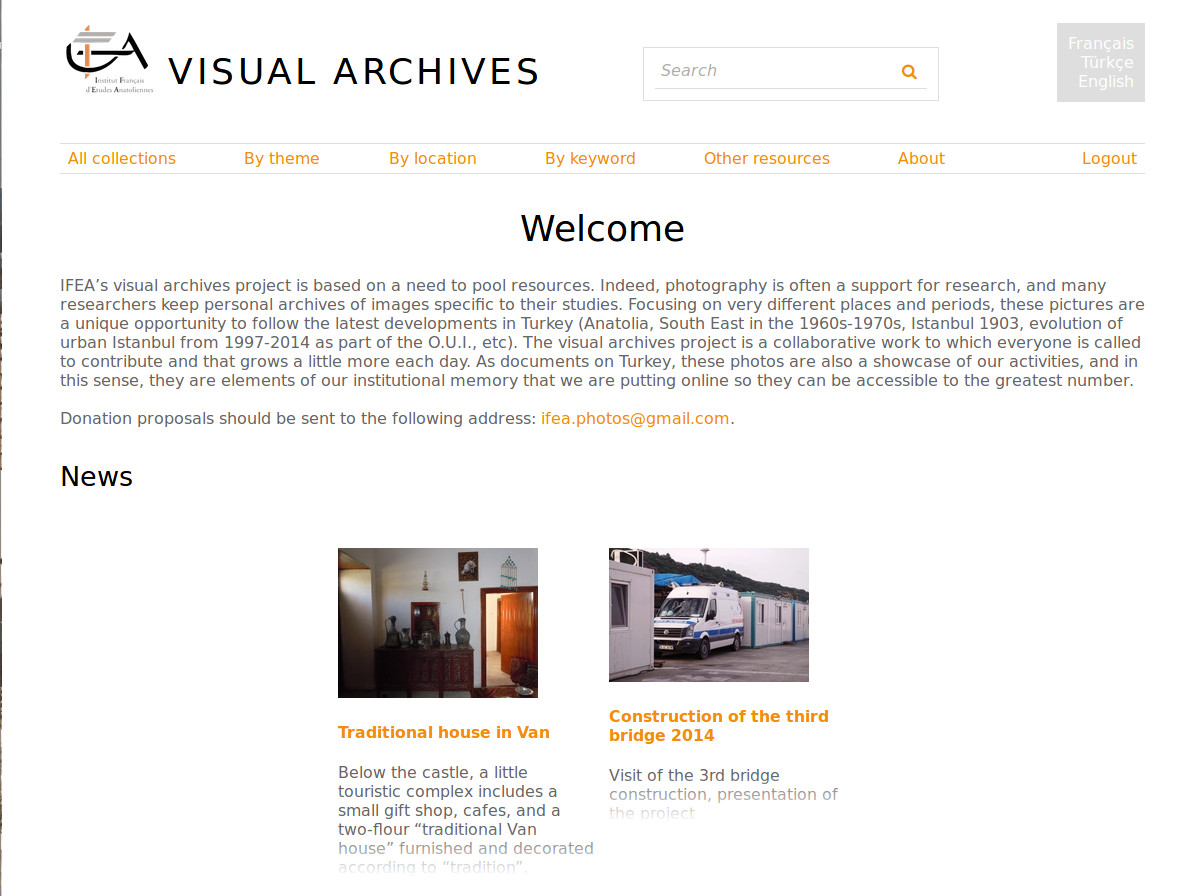 Institut Français
d'Etudes Anatoliennes
VISUAL ARCHIVES
Search
Français
Türkçe
English
All collections
By theme
By location
By keyword
Other resources
About
Logout
Welcome
IFEA’s visual archives project is based on a need to pool resources. Indeed, photography is often a support for research, and many
researchers keep personal archives of images specific to their studies. Focusing on very different places and periods, these pictures are
a unique opportunity to follow the latest developments in Turkey (Anatolia, South East in the 1960s-1970s, Istanbul 1903, evolution of
urban Istanbul from 1997-2014 as part of the O.U.I., etc). The visual archives project is a collaborative work to which everyone is called
to contribute and that grows a little more each day. As documents on Turkey, these photos are also a showcase of our activities, and in
this sense, they are elements of our institutional memory that we are putting online so they can be accessible to the greatest number.
Donation proposals should be sent to the following address: ifea.photos@gmail.com.
News
Traditional house in Van
Below the castle, a little
touristic complex includes a
small gift shop, cafes, and a
two-flour “traditional Van
house” furnished and decorated
according to “tradition”.
Construction of the third
bridge 2014
Visit of the 3rd bridge
construction, presentation of
the project